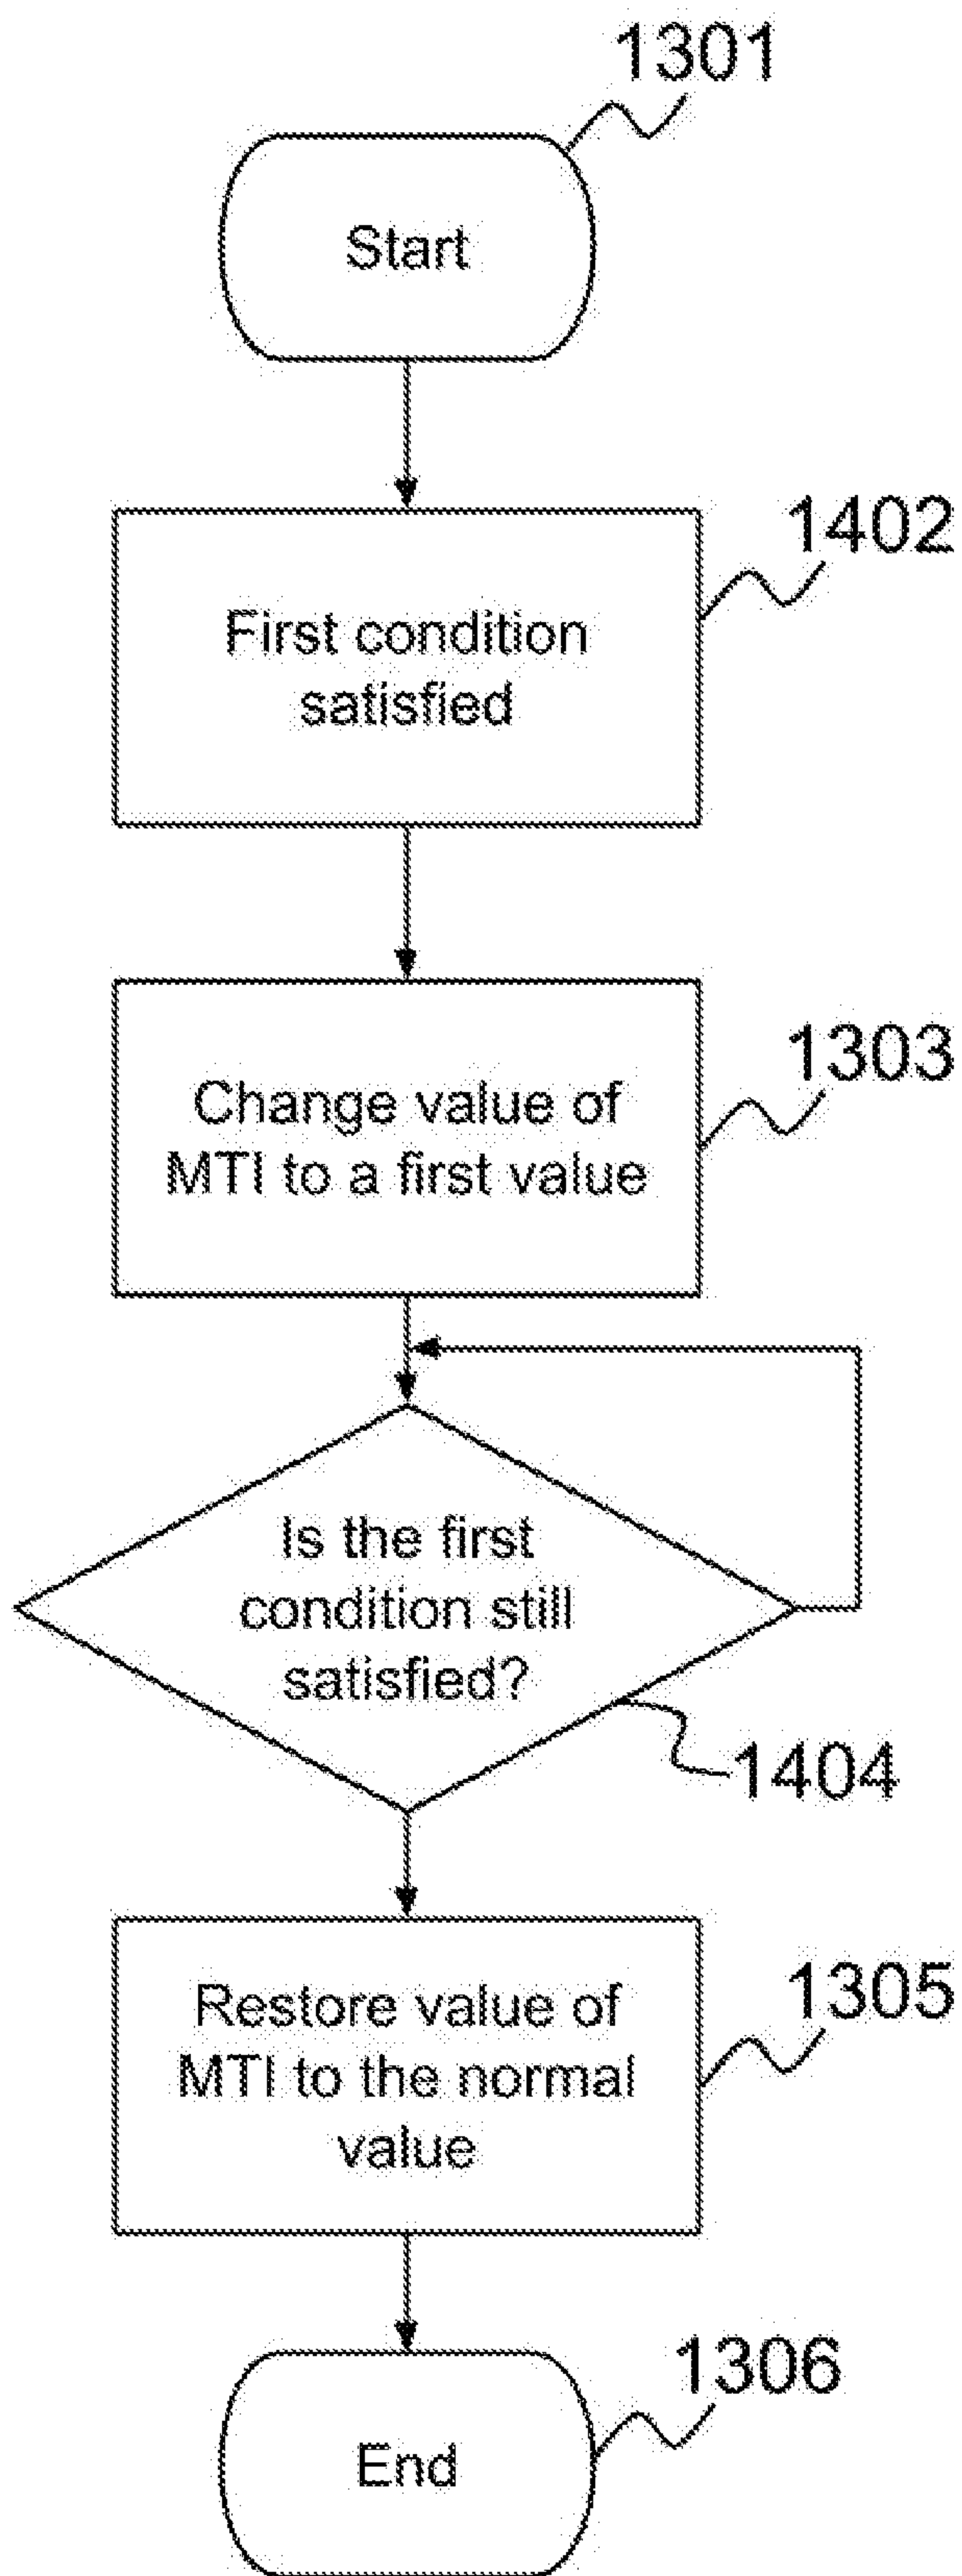 1301
Start
1402
First condition
satisfied
1303
Change value of
MTI to a first value
Is the first
condition still
satisfied?
1404
1305
Restore value of
MTI to the normal
value
1306
End